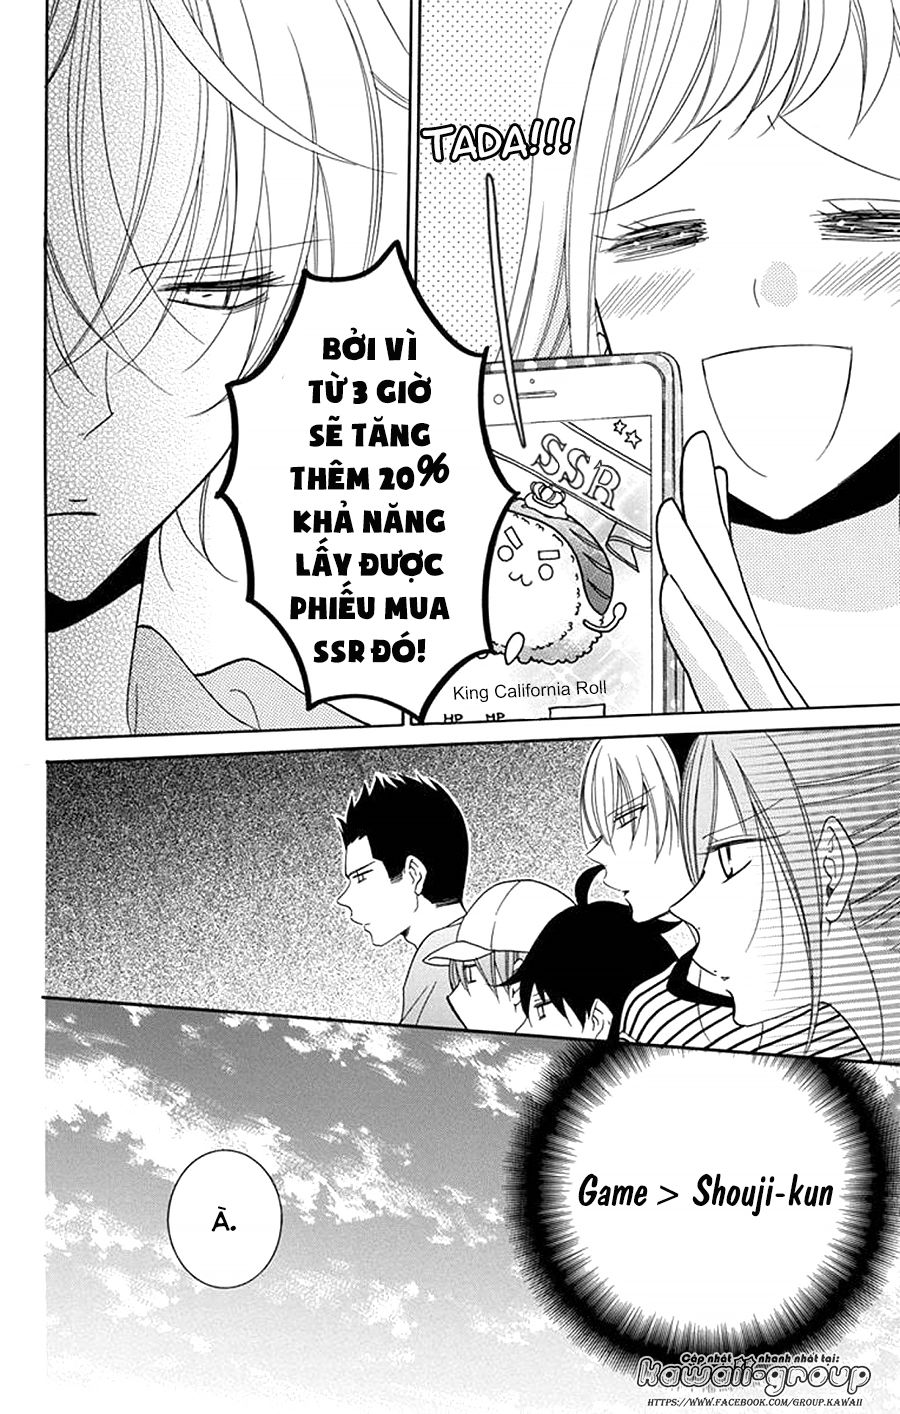 TADA!!!
BỞI VÌ
TỪ 3 GIỜ
SẼ TĂNG
THÊM 20%
KHẢ NĂNG
LẤY ĐƯỢC
PHIẾU MUA
SSR ĐÓ!
SSR
King California Roll
HP MP
Game > Shouji-kun
À.
Cập nhật nhanh nhất tại:
kawaii-group
HTTPS://WWW.FACEBOOK.COM/GROUP.KAWAII